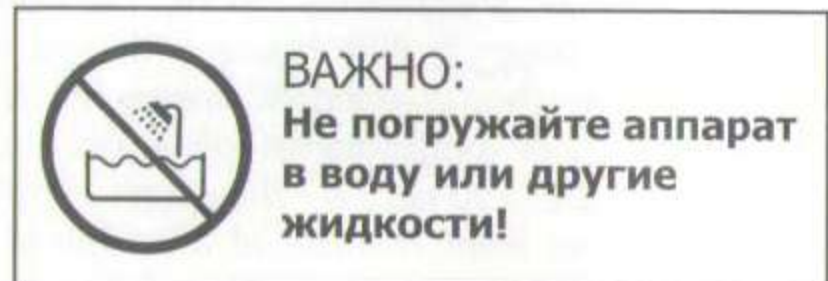 ВАЖНО:
Не погружайте аппарат
в воду или другие
жидкости!